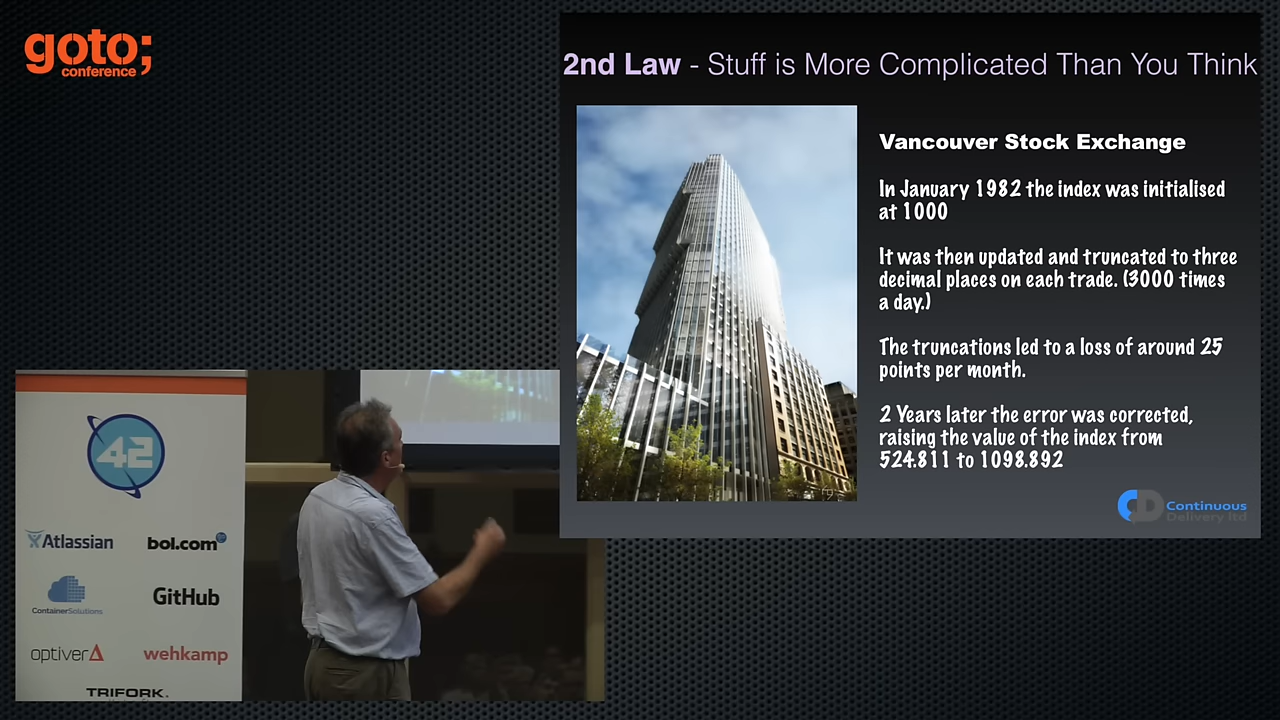 goto;
conference
2nd Law - Stuff is More Complicated Than You Think
Vancouver Stock Exchange
In January 1982 the index was initialised
at 1000
It was then updated and truncated to three
decimal places on each trade. (3000 times
a day.)
The truncations led to a loss of around 25
points per month.
2 Years later the error was corrected,
raising the value of the index from
524.811 to 1098.892
CD Continuous
Delivery ltd
42
Atlassian
bol.com
ContainerSolutions
GitHub
optiver
wehkamp
TRIFORK.